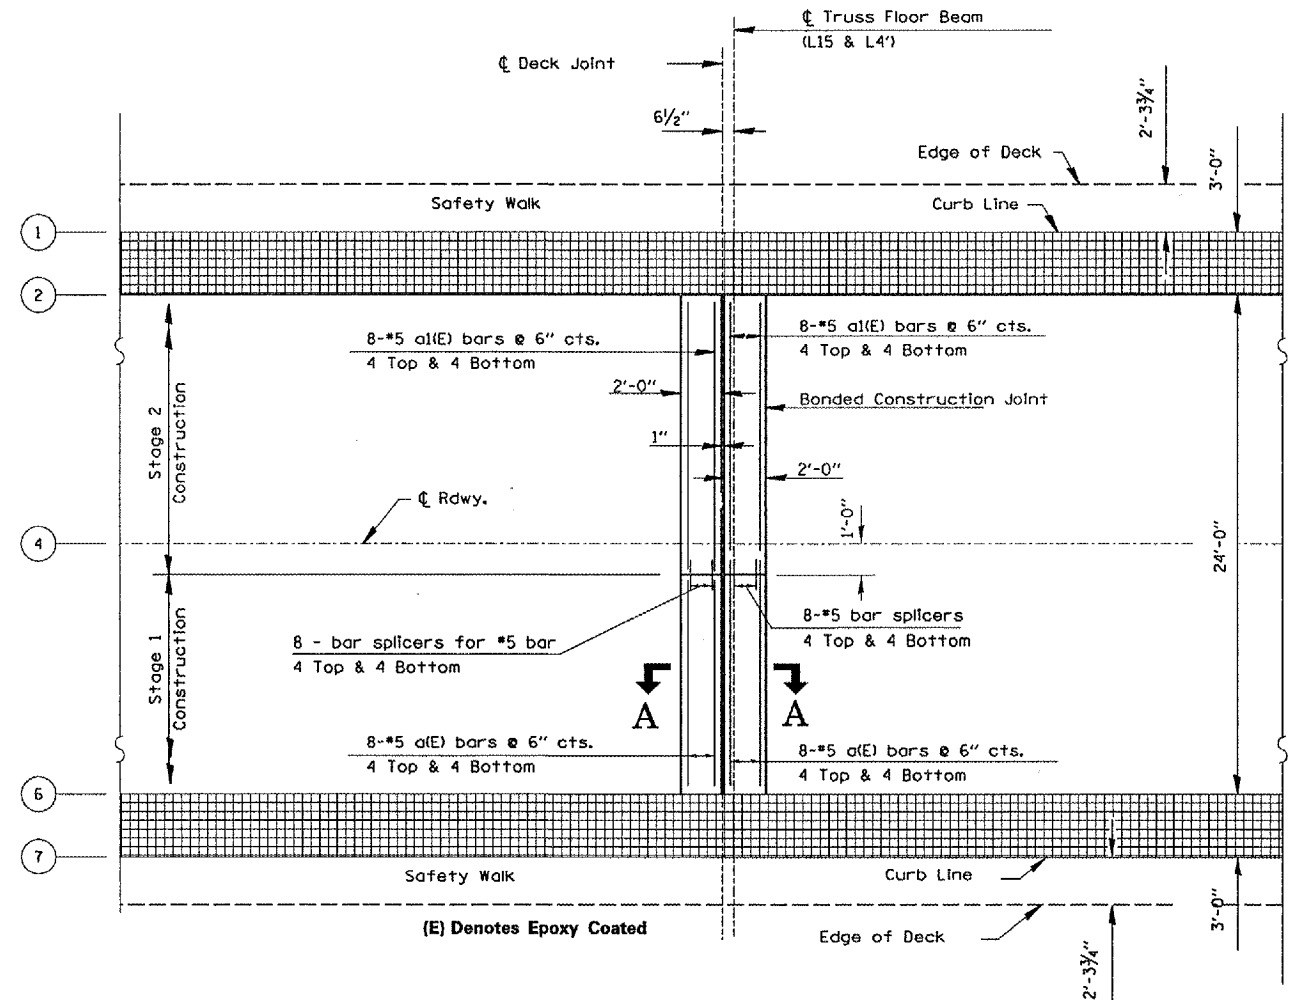 ℄ Truss Floor Beam
(L15 & L4')
℄ Deck Joint
6½"
2'-3¾"
3'-0"
Edge of Deck
Safety Walk
Curb Line
1
2
8-#5 a1(E) bars @ 6" cts.
4 Top & 4 Bottom
8-#5 a1(E) bars @ 6" cts.
4 Top & 4 Bottom
2'-0"
Bonded Construction Joint
Stage 2
Construction
1"
2'-0"
℄ Rdwy.
1'-0"
4
24'-0"
8-#5 bar splicers
4 Top & 4 Bottom
8 - bar splicers for #5 bar
4 Top & 4 Bottom
Stage 1
Construction
A
A
8-#5 a(E) bars @ 6" cts.
4 Top & 4 Bottom
8-#5 a(E) bars @ 6" cts.
4 Top & 4 Bottom
6
7
Safety Walk
Curb Line
3'-0"
(E) Denotes Epoxy Coated
Edge of Deck
2'-3¾"